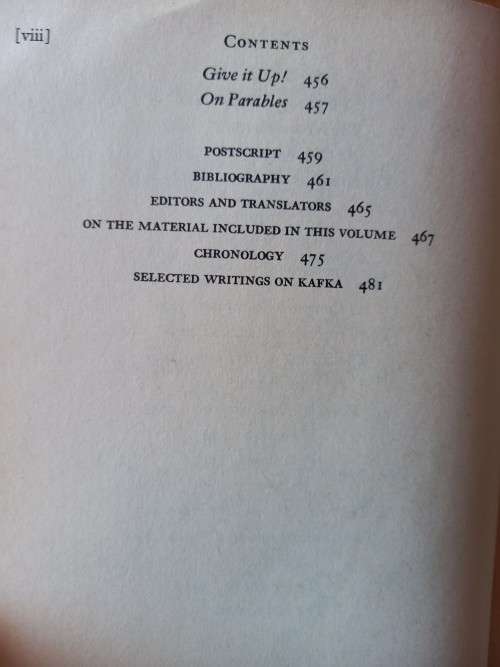 [viii]
CONTENTS
Give it Up! 456
On Parables 457
POSTSCRIPT 459
BIBLIOGRAPHY 461
EDITORS AND TRANSLATORS 465
ON THE MATERIAL INCLUDED IN THIS VOLUME 467
CHRONOLOGY 475
SELECTED WRITINGS ON KAFKA 481